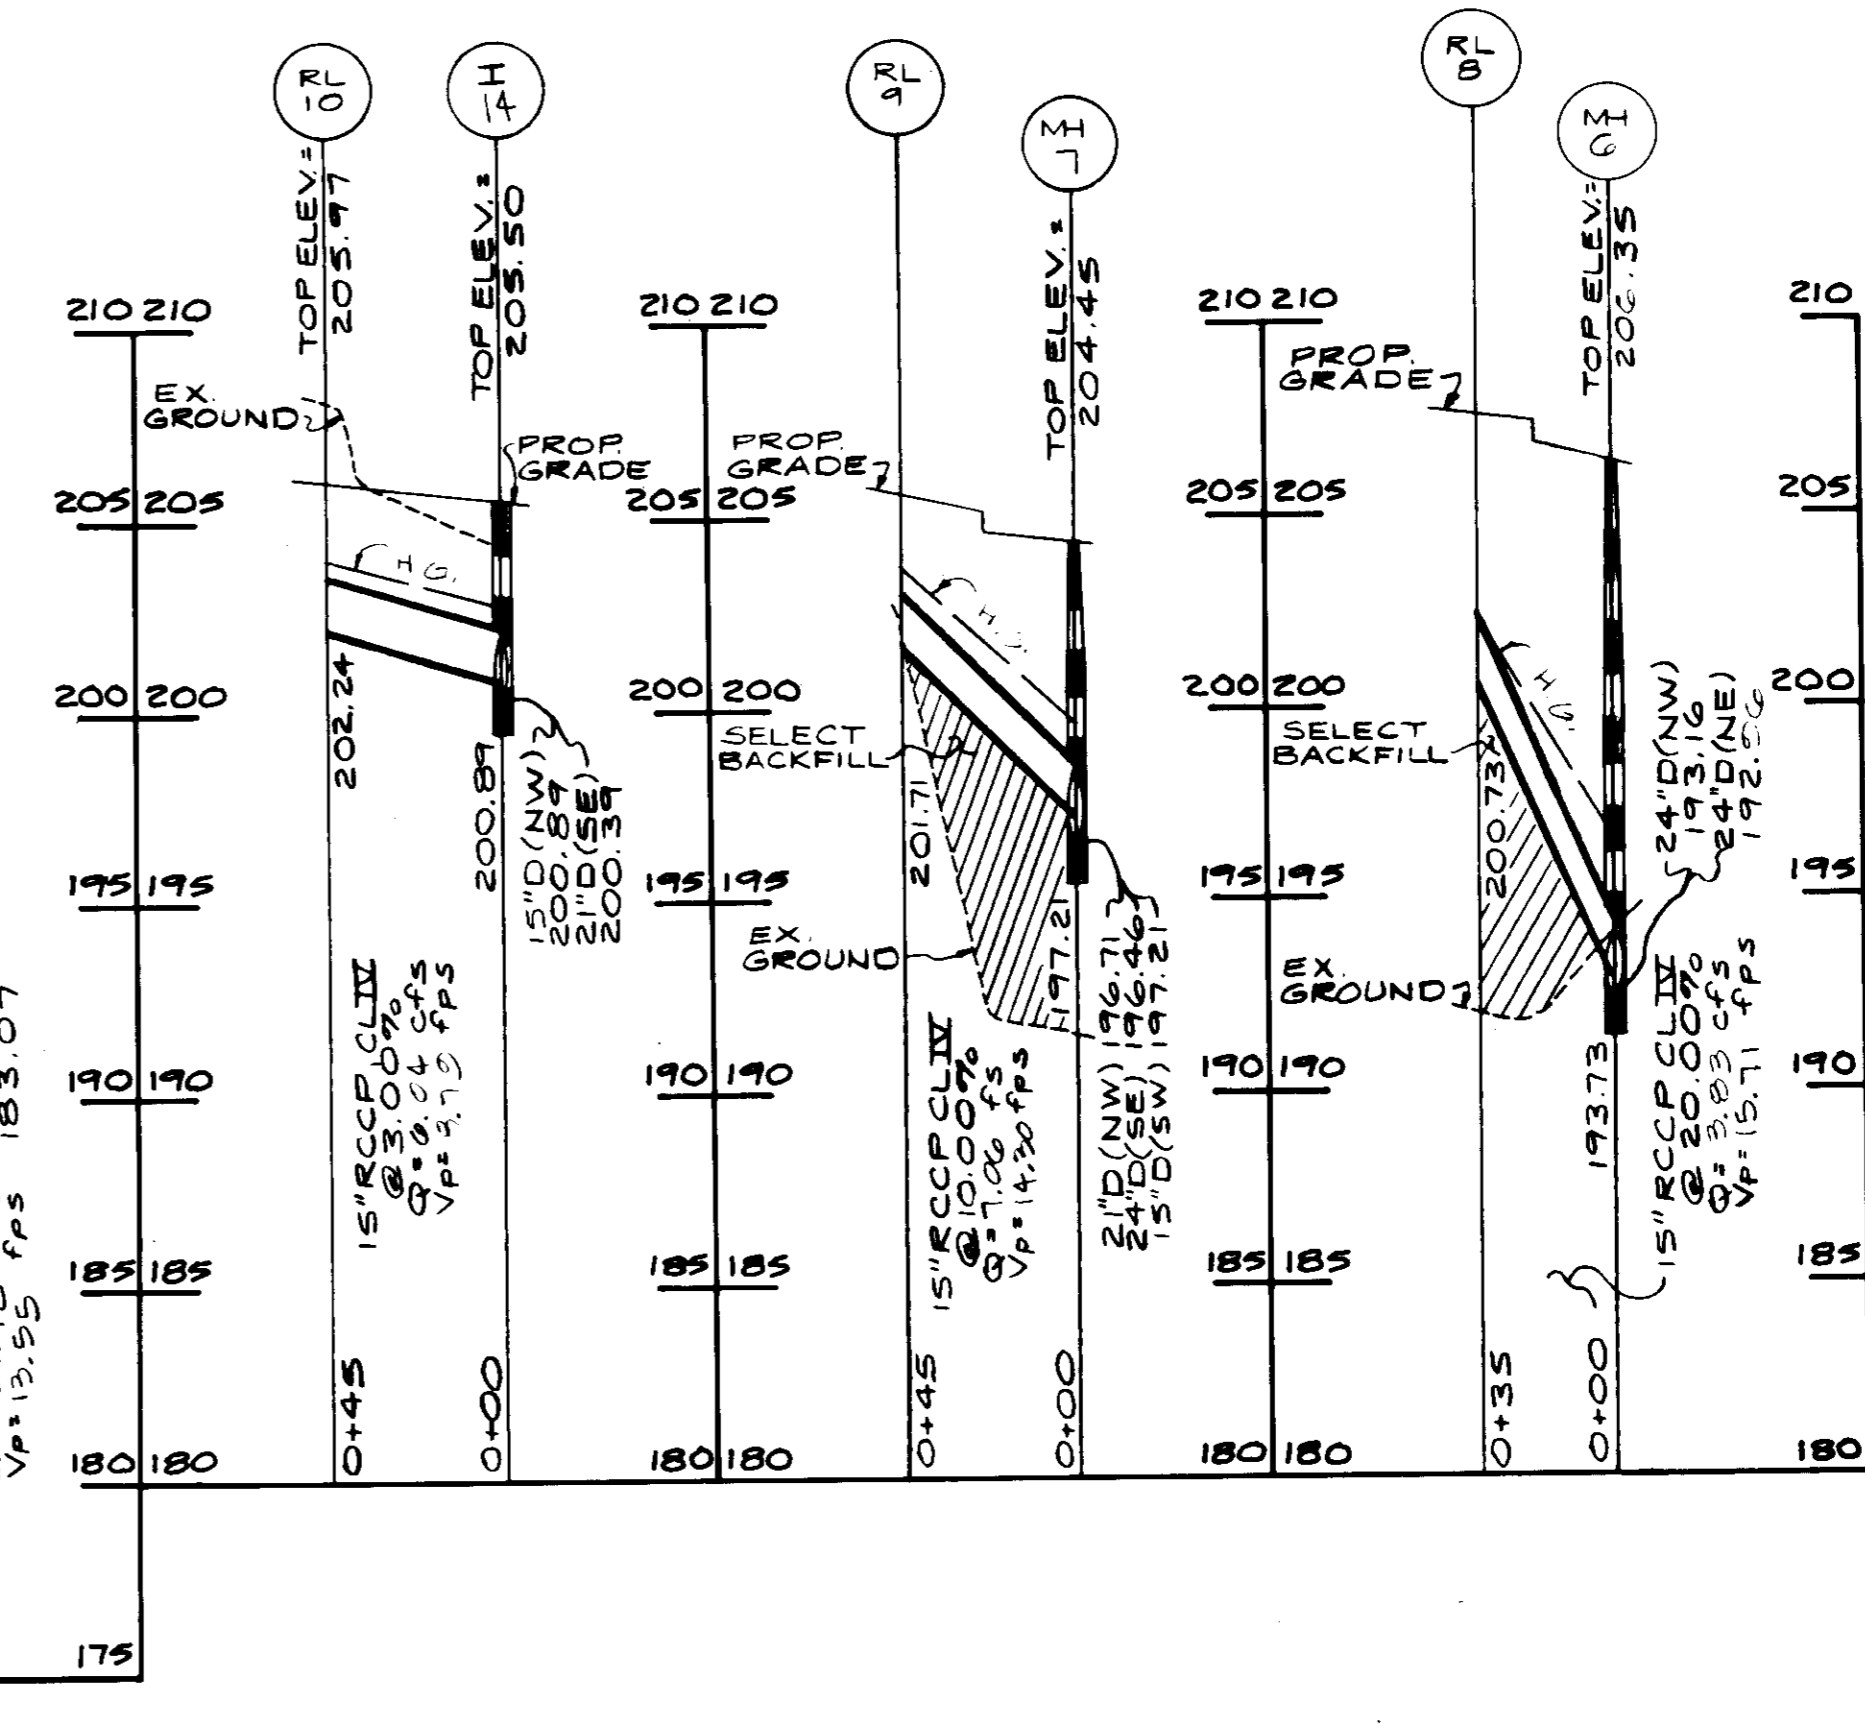 183.07
fps
Vp=13.55
210 210
205 205
200 200
195 195
190 190
185 185
180 180
175
RL
10
TOP ELEV.=
205.97
I
14
TOP ELEV.=
205.50
EX.
GROUND
PROP.
GRADE
H.G.
202.24
200.89
15"D(NW)
200.89
21"D(SE)
200.39
15"RCCP CL IV
@3.00%
Vp=
fps
0+45
0+00
210 210
205 205
200 200
195 195
190 190
185 185
180 180
RL
9
MH
7
TOP ELEV.=
204.45
PROP.
GRADE
SELECT
BACKFILL
EX.
GROUND
201.71
197.21
21"D(NW) 196.71
24"D(SE) 196.46
15"D(SW) 197.21
15"RCCP CL IV
@10.00%
Q=7.06 fs
Vp=14.30 fps
0+45
0+00
210 210
205 205
200 200
195 195
190 190
185 185
180 180
RL
8
MH
6
TOP ELEV.=
206.35
PROP.
GRADE
H.G.
SELECT
BACKFILL
EX.
GROUND
200.73
193.73
24"D(NW)
193.16
24"D(NE)
15"RCCP CL IV
@20.00%
Q=3.83 cfs
Vp=15.71 fps
0+35
0+00
210
205
200
195
190
185
180